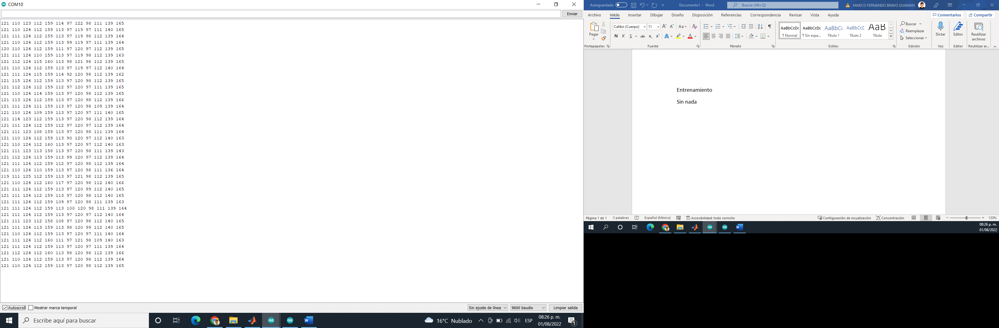 COM10
Enviar
121 110 123 112 159 114 97 122 98 111 139 165
121 110 124 112 159 113 97 119 97 111 140 165
121 111 124 112 159 113 97 119 98 112 139 164
121 110 124 112 159 113 99 119 97 111 139 164
120 110 124 112 159 111 97 120 97 112 139 165
121 111 124 110 159 113 97 119 98 112 139 163
121 112 124 115 160 113 98 121 98 112 139 165
121 110 124 112 159 113 97 119 97 112 140 164
121 111 124 115 159 114 92 120 98 112 139 162
121 115 124 112 159 113 97 120 98 112 139 165
121 112 124 112 159 112 97 120 97 111 139 165
121 110 124 114 159 113 97 120 98 112 139 165
121 113 124 112 159 113 97 120 98 112 139 166
121 111 124 111 159 113 97 120 98 109 139 164
121 110 124 109 159 113 97 120 97 111 140 165
121 114 123 112 159 113 97 120 98 112 139 164
121 111 124 112 159 112 97 120 97 112 139 164
121 111 123 108 159 113 97 120 98 111 139 164
121 110 124 112 159 113 90 120 97 112 140 163
121 110 124 112 160 113 97 120 97 112 140 163
121 111 123 113 158 113 97 120 98 111 139 143
121 112 124 113 159 113 99 120 97 112 139 164
121 111 124 112 159 112 97 120 98 112 139 164
121 110 124 110 159 113 97 120 98 111 136 164
119 111 125 112 159 113 97 121 98 112 139 165
121 110 124 112 160 117 97 120 98 112 140 166
121 111 124 112 159 113 97 120 99 112 140 165
121 111 124 112 159 113 97 120 98 112 140 165
121 111 124 112 159 109 97 120 98 111 139 163
121 111 124 112 159 113 100 120 98 111 139 164
121 111 124 112 159 113 97 120 97 112 140 164
121 111 123 112 158 108 97 120 98 112 140 165
121 111 124 113 159 113 98 120 99 112 140 165
121 110 124 112 159 113 97 120 97 111 140 164
121 111 124 112 160 111 97 121 98 109 140 163
121 111 124 112 159 113 97 120 97 111 139 164
121 112 124 112 160 113 98 120 98 112 139 166
121 110 124 112 159 113 97 120 98 112 139 164
121 110 124 112 159 113 97 120 98 112 139 165
Autoscroll Mostrar marca temporal Sin ajuste de línea 9600 baudio Limpiar salida
Escribe aquí para buscar 16°C Nublado ESP 08:26 p. m.
01/08/2022 1
Autoguardado Documento1 - Word Buscar (Alt+Q) MARCO FERNANDO BRAVO GUAMAN
Archivo Inicio Insertar Dibujar Diseño Disposición Referencias Correspondencia Revisar Vista Ayuda Comentarios Compartir
Pegar Calibri (Cuerpo) 11 Aa AaBbCcDc AaBbCcDc AaBbCc AaBbCcD AaB Buscar Dictar Editor Reutilizar archivos
N K S ab x₂ x² A A ¶ Normal ¶ Sin espa... Título 1 Título 2 Título Reemplazar
Seleccionar
Portapapeles Fuente Párrafo Estilos Edición Voz Editor Reutilizar ar...
Entrenamiento
Sin nada
Página 1 de 1 3 palabras Español (México) Accesibilidad: todo correcto Configuración de visualización Concentración 130%
08:26 p. m.
01/08/2022